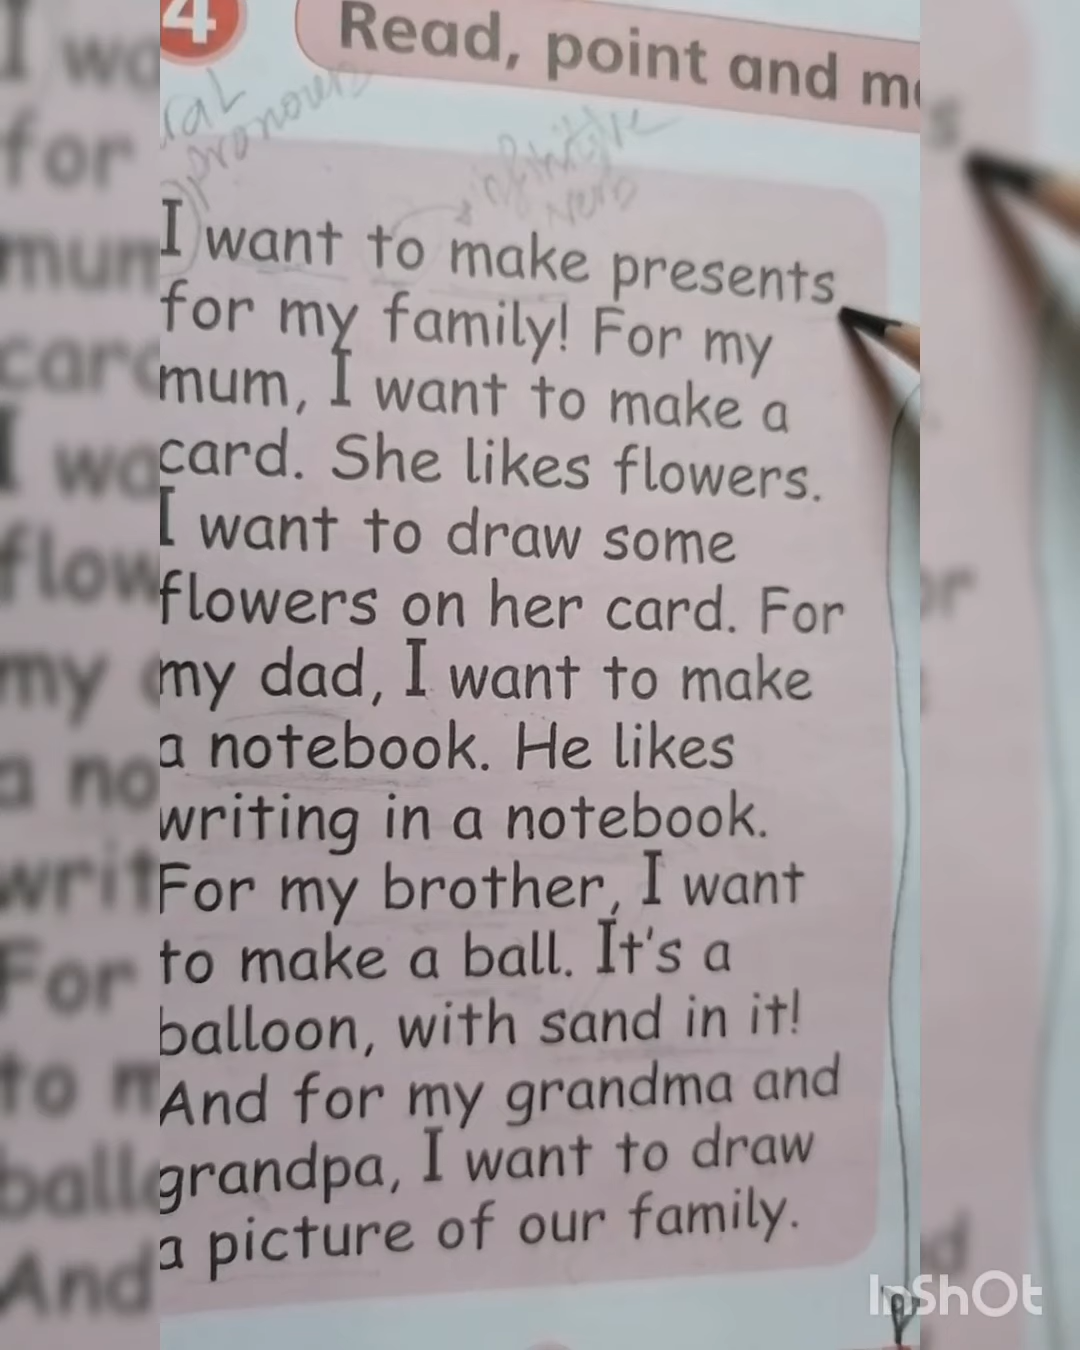 4 Read, point and
pronouns
verb
I want to make presents
for my family! For my
mum, I want to make a
card. She likes flowers.
I want to draw some
flowers on her card. For
my dad, I want to make
a notebook. He likes
writing in a notebook.
For my brother, I want
to make a ball. It's a
balloon, with sand in it!
And for my grandma and
grandpa, I want to draw
a picture of our family.
InShOt